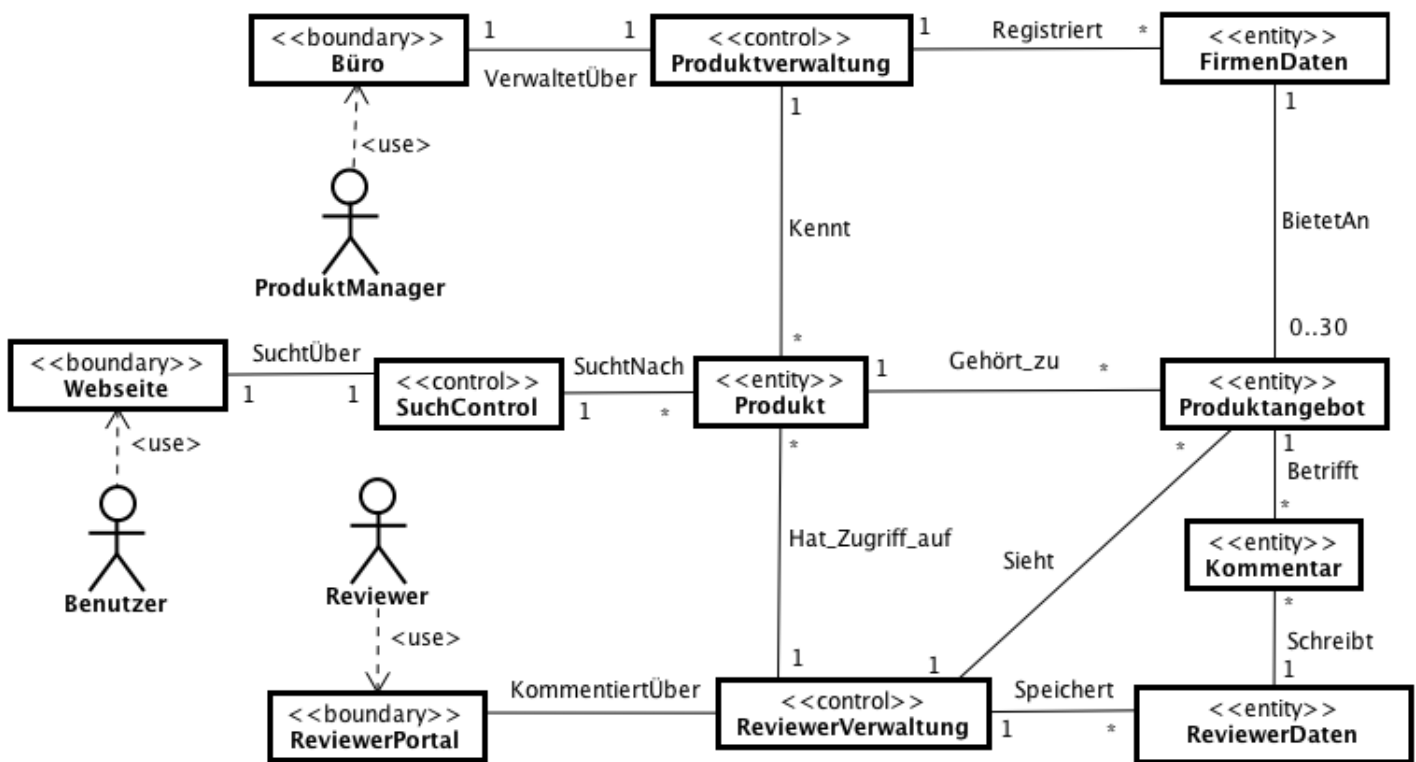 <<boundary>>
Büro
1
1
VerwaltetÜber
<<control>>
Produktverwaltung
1
Registriert
*
<<entity>>
FirmenDaten
1
1
<use>
ProduktManager
Kennt
BietetAn
*
0..30
<<boundary>>
Webseite
SuchtÜber
1
1
<<control>>
SuchControl
SuchtNach
1
*
<<entity>>
Produkt
1
Gehört_zu
*
<<entity>>
Produktangebot
<use>
Benutzer
*
*
1
Betrifft
*
<<entity>>
Kommentar
*
Hat_Zugriff_auf
Sieht
Reviewer
<use>
Schreibt
1
1
1
<<boundary>>
ReviewerPortal
KommentiertÜber
<<control>>
ReviewerVerwaltung
Speichert
1
*
<<entity>>
ReviewerDaten